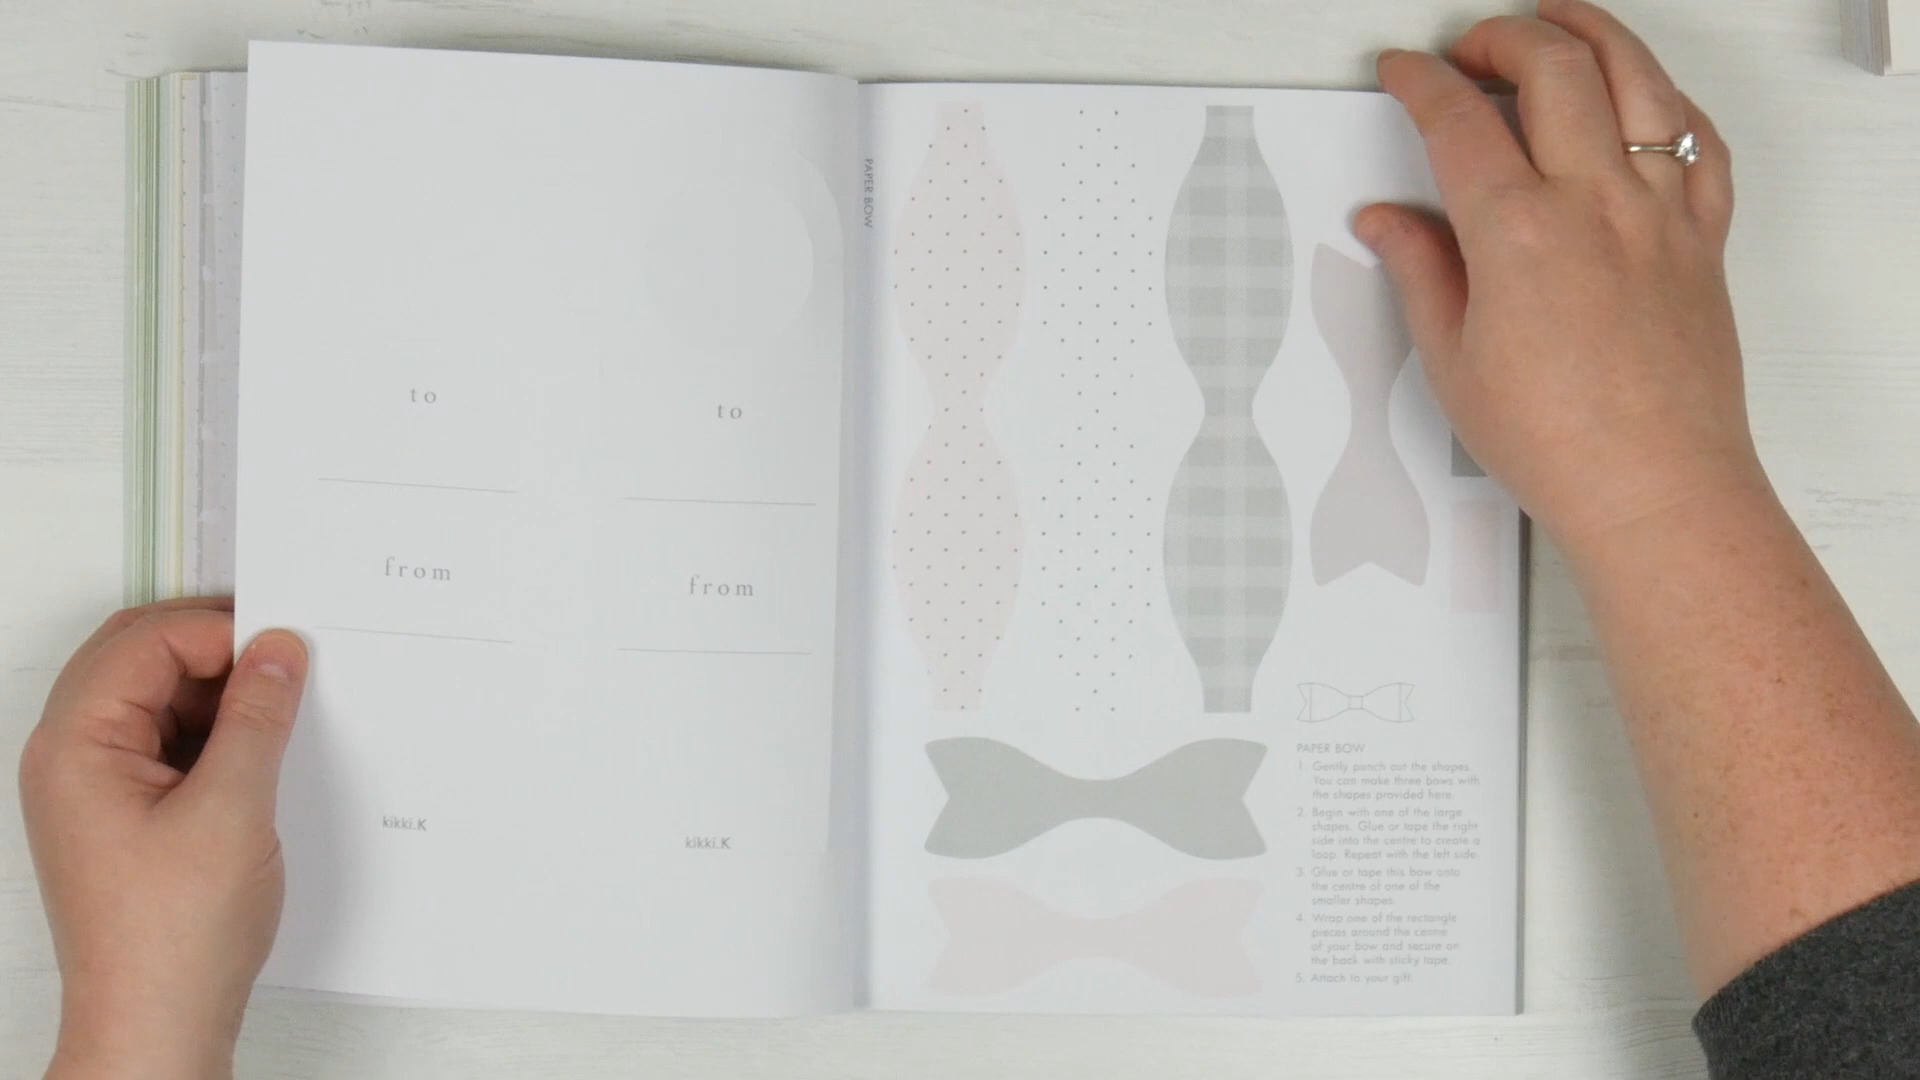 to
from
kikki.K
to
from
kikki.K
PAPER BOW
PAPER BOW
1. Gently punch out the shapes.
You can make three bows with
the shapes provided here.
2. Begin with one of the large
shapes. Glue or tape the right
side into the centre to create a
loop. Repeat with the left side.
3. Glue or tape this bow onto
the centre of one of the
smaller shapes.
4. Wrap one of the rectangle
pieces around the centre
of your bow and secure on
the back with sticky tape.
5. Attach to your gift.